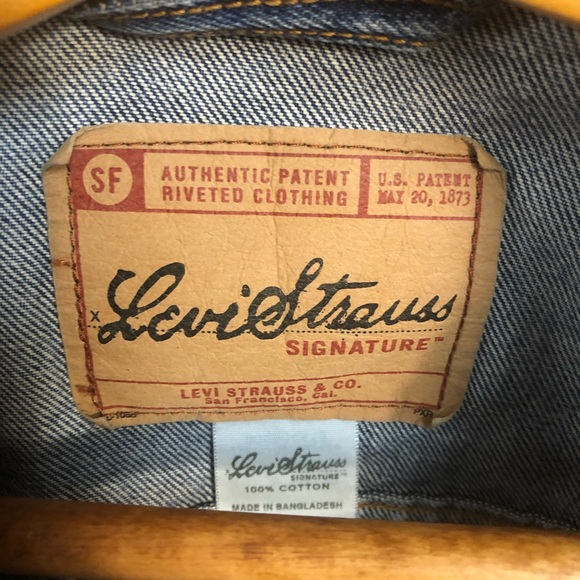 SF
AUTHENTIC PATENT
RIVETED CLOTHING
U.S. PATENT
MAY 20, 1873
x Levi Strauss
SIGNATURE™
LEVI STRAUSS & CO.
San Francisco, Cal.
Levi Strauss
SIGNATURE™
100% COTTON
MADE IN BANGLADESH